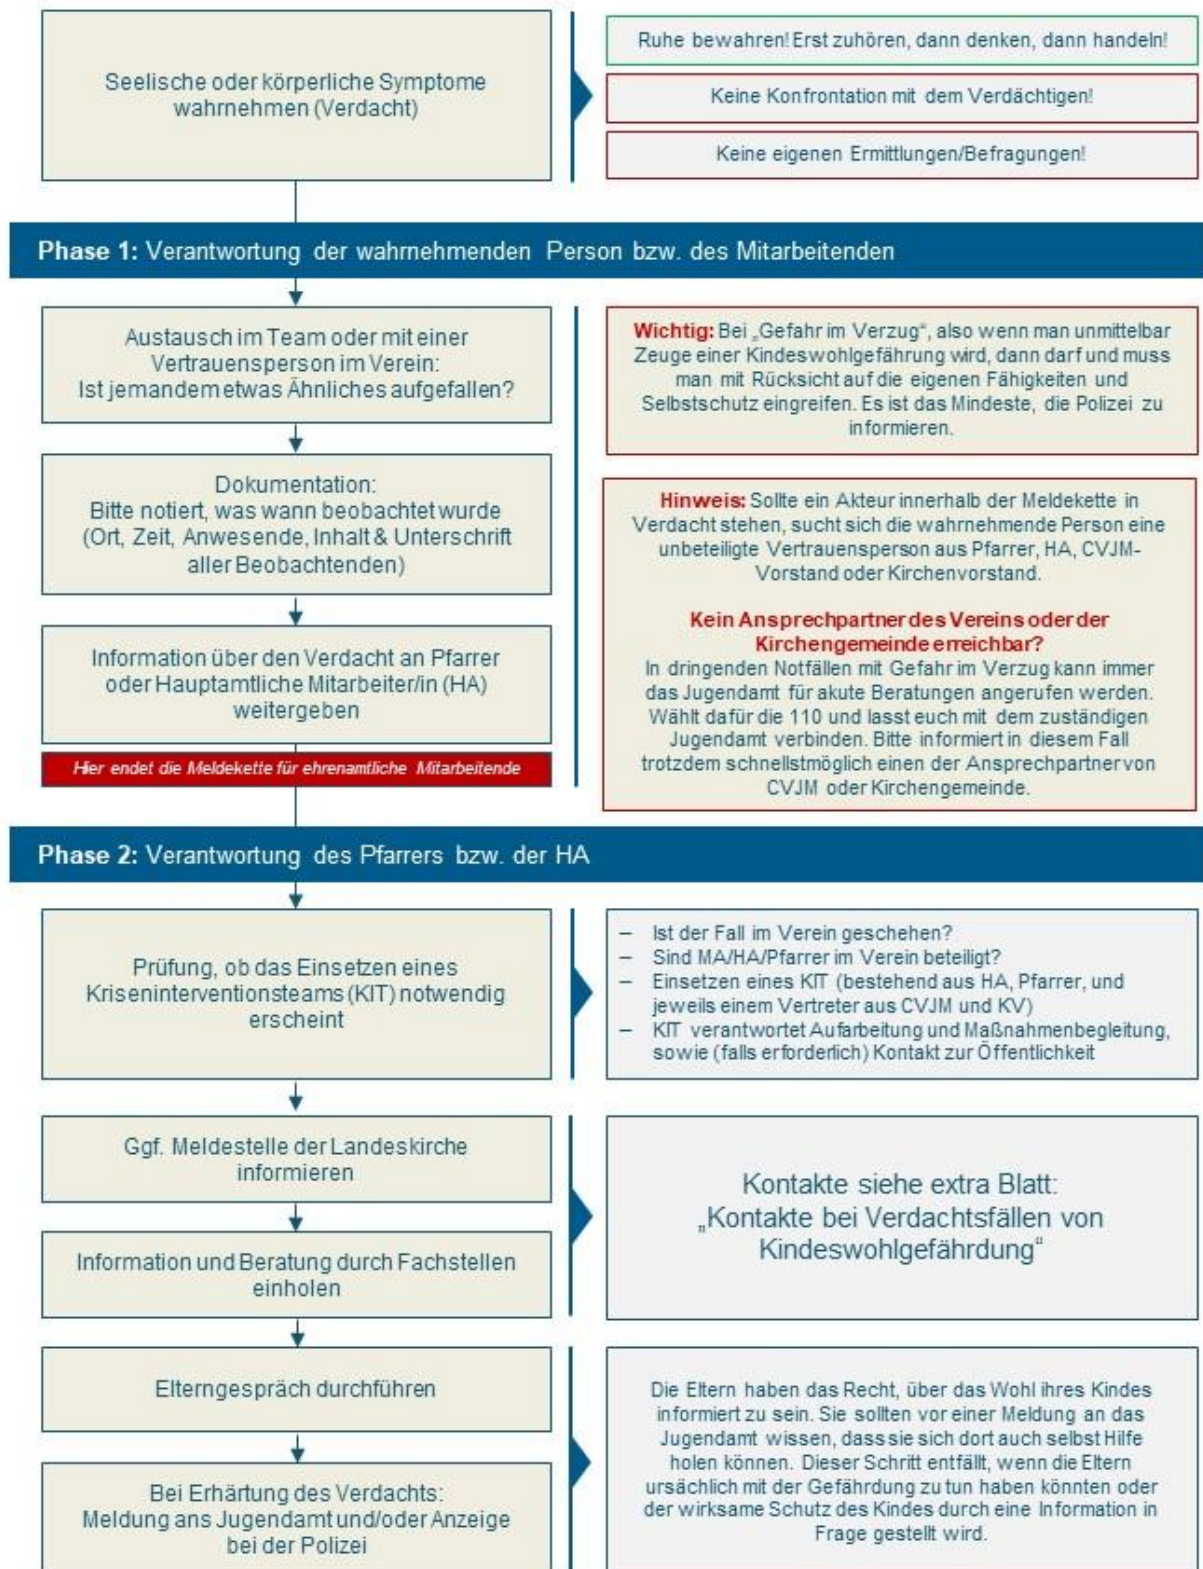 Seelische oder körperliche Symptome
wahrnehmen (Verdacht)
Ruhe bewahren! Erst zuhören, dann denken, dann handeln!
Keine Konfrontation mit dem Verdächtigen!
Keine eigenen Ermittlungen/Befragungen!
Phase 1: Verantwortung der wahrnehmenden Person bzw. des Mitarbeitenden
Austausch im Team oder mit einer
Vertrauensperson im Verein:
Ist jemandem etwas Ähnliches aufgefallen?
Dokumentation:
Bitte notiert, was wann beobachtet wurde
(Ort, Zeit, Anwesende, Inhalt & Unterschrift
aller Beobachtenden)
Information über den Verdacht an Pfarrer
oder Hauptamtliche Mitarbeiter/in (HA)
weitergeben
Hier endet die Meldekette für ehrenamtliche Mitarbeitende
Wichtig: Bei „Gefahr im Verzug“, also wenn man unmittelbar
Zeuge einer Kindeswohlgefährung wird, dann darf und muss
man mit Rücksicht auf die eigenen Fähigkeiten und
Selbstschutz eingreifen. Es ist das Mindeste, die Polizei zu
informieren.
Hinweis: Sollte ein Akteur innerhalb der Meldekette in
Verdacht stehen, sucht sich die wahrnehmende Person eine
unbeteiligte Vertrauensperson aus Pfarrer, HA, CVJM-
Vorstand oder Kirchenvorstand.
Kein Ansprechpartner des Vereins oder der
Kirchengemeinde erreichbar?
In dringenden Notfällen mit Gefahr im Verzug kann immer
das Jugendamt für akute Beratungen angerufen werden.
Wählt dafür die 110 und lasst euch mit dem zuständigen
Jugendamt verbinden. Bitte informiert in diesem Fall
trotzdem schnellstmöglich einen der Ansprechpartner von
CVJM oder Kirchengemeinde.
Phase 2: Verantwortung des Pfarrers bzw. der HA
Prüfung, ob das Einsetzen eines
Kriseninterventionsteams (KIT) notwendig
erscheint
– Ist der Fall im Verein geschehen?
– Sind MA/HA/Pfarrer im Verein beteiligt?
– Einsetzen eines KIT (bestehend aus HA, Pfarrer, und
jeweils einem Vertreter aus CVJM und KV)
– KIT verantwortet Aufarbeitung und Maßnahmenbegleitung,
sowie (falls erforderlich) Kontakt zur Öffentlichkeit
Ggf. Meldestelle der Landeskirche
informieren
Information und Beratung durch Fachstellen
einholen
Kontakte siehe extra Blatt:
„Kontakte bei Verdachtsfällen von
Kindeswohlgefährdung“
Elterngespräch durchführen
Bei Erhärtung des Verdachts:
Meldung ans Jugendamt und/oder Anzeige
bei der Polizei
Die Eltern haben das Recht, über das Wohl ihres Kindes
informiert zu sein. Sie sollten vor einer Meldung an das
Jugendamt wissen, dass sie sich dort auch selbst Hilfe
holen können. Dieser Schritt entfällt, wenn die Eltern
ursächlich mit der Gefährdung zu tun haben könnten oder
der wirksame Schutz des Kindes durch eine Information in
Frage gestellt wird.